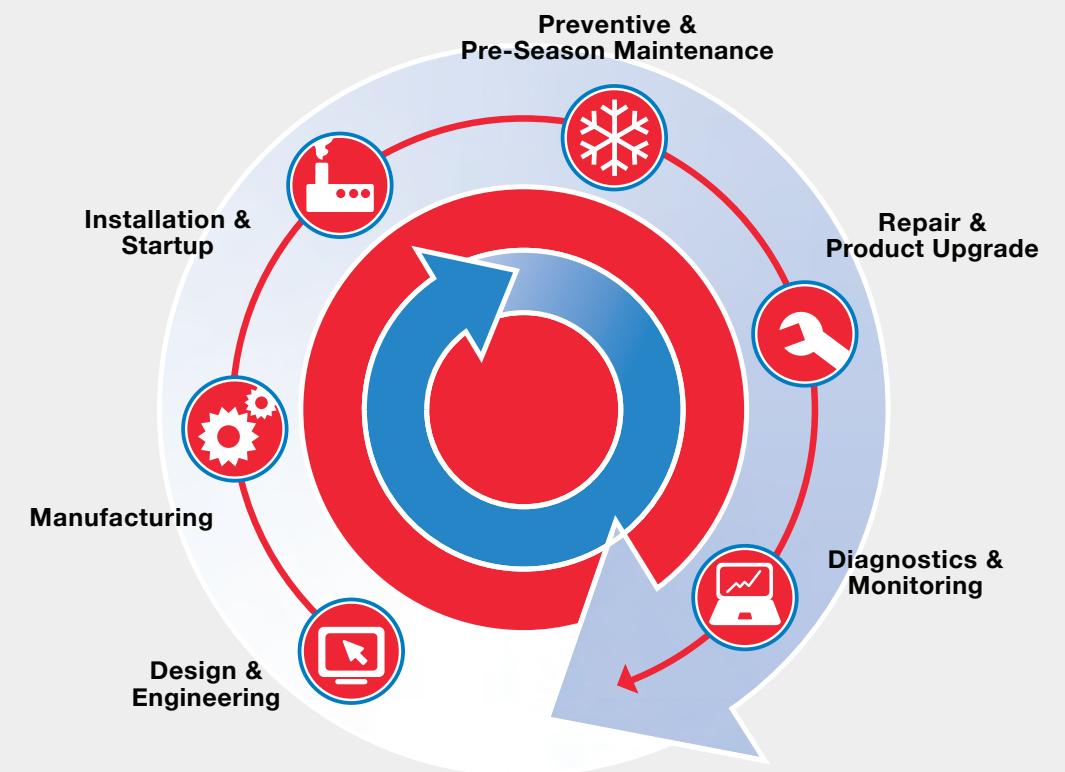 Preventive &
Pre-Season Maintenance
Installation &
Startup
Repair &
Product Upgrade
Manufacturing
Diagnostics &
Monitoring
Design &
Engineering